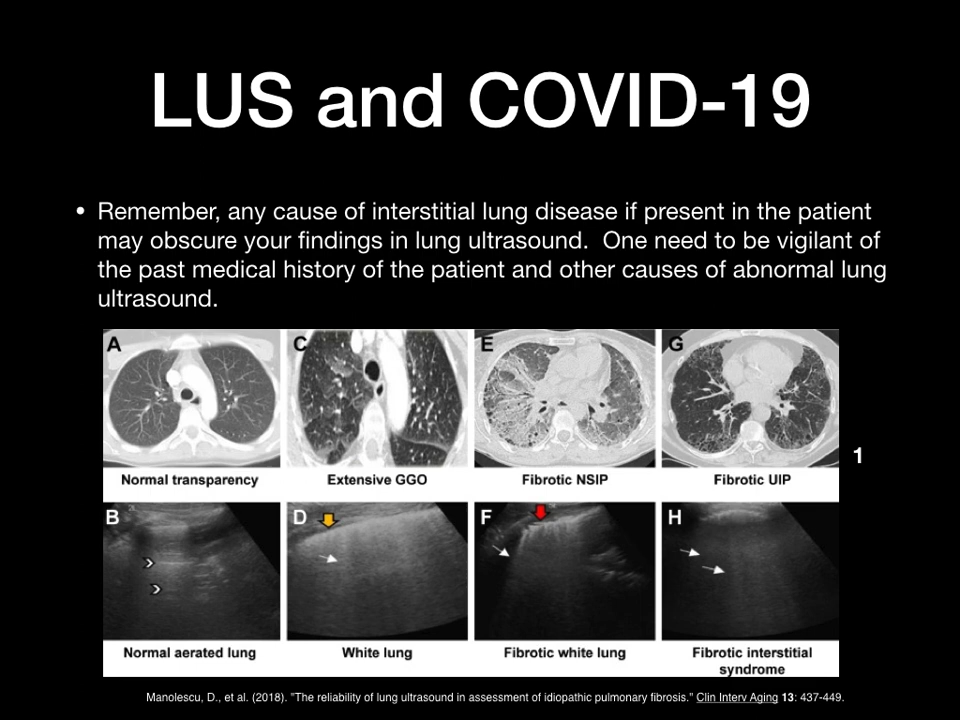 LUS and COVID-19
• Remember, any cause of interstitial lung disease if present in the patient
may obscure your findings in lung ultrasound.  One need to be vigilant of
the past medical history of the patient and other causes of abnormal lung
ultrasound.
A C E G
1
Normal transparency Extensive GGO Fibrotic NSIP Fibrotic UIP
B D F H
Normal aerated lung White lung Fibrotic white lung Fibrotic interstitial
syndrome
Manolescu, D., et al. (2018). "The reliability of lung ultrasound in assessment of idiopathic pulmonary fibrosis." Clin Interv Aging 13: 437-449.